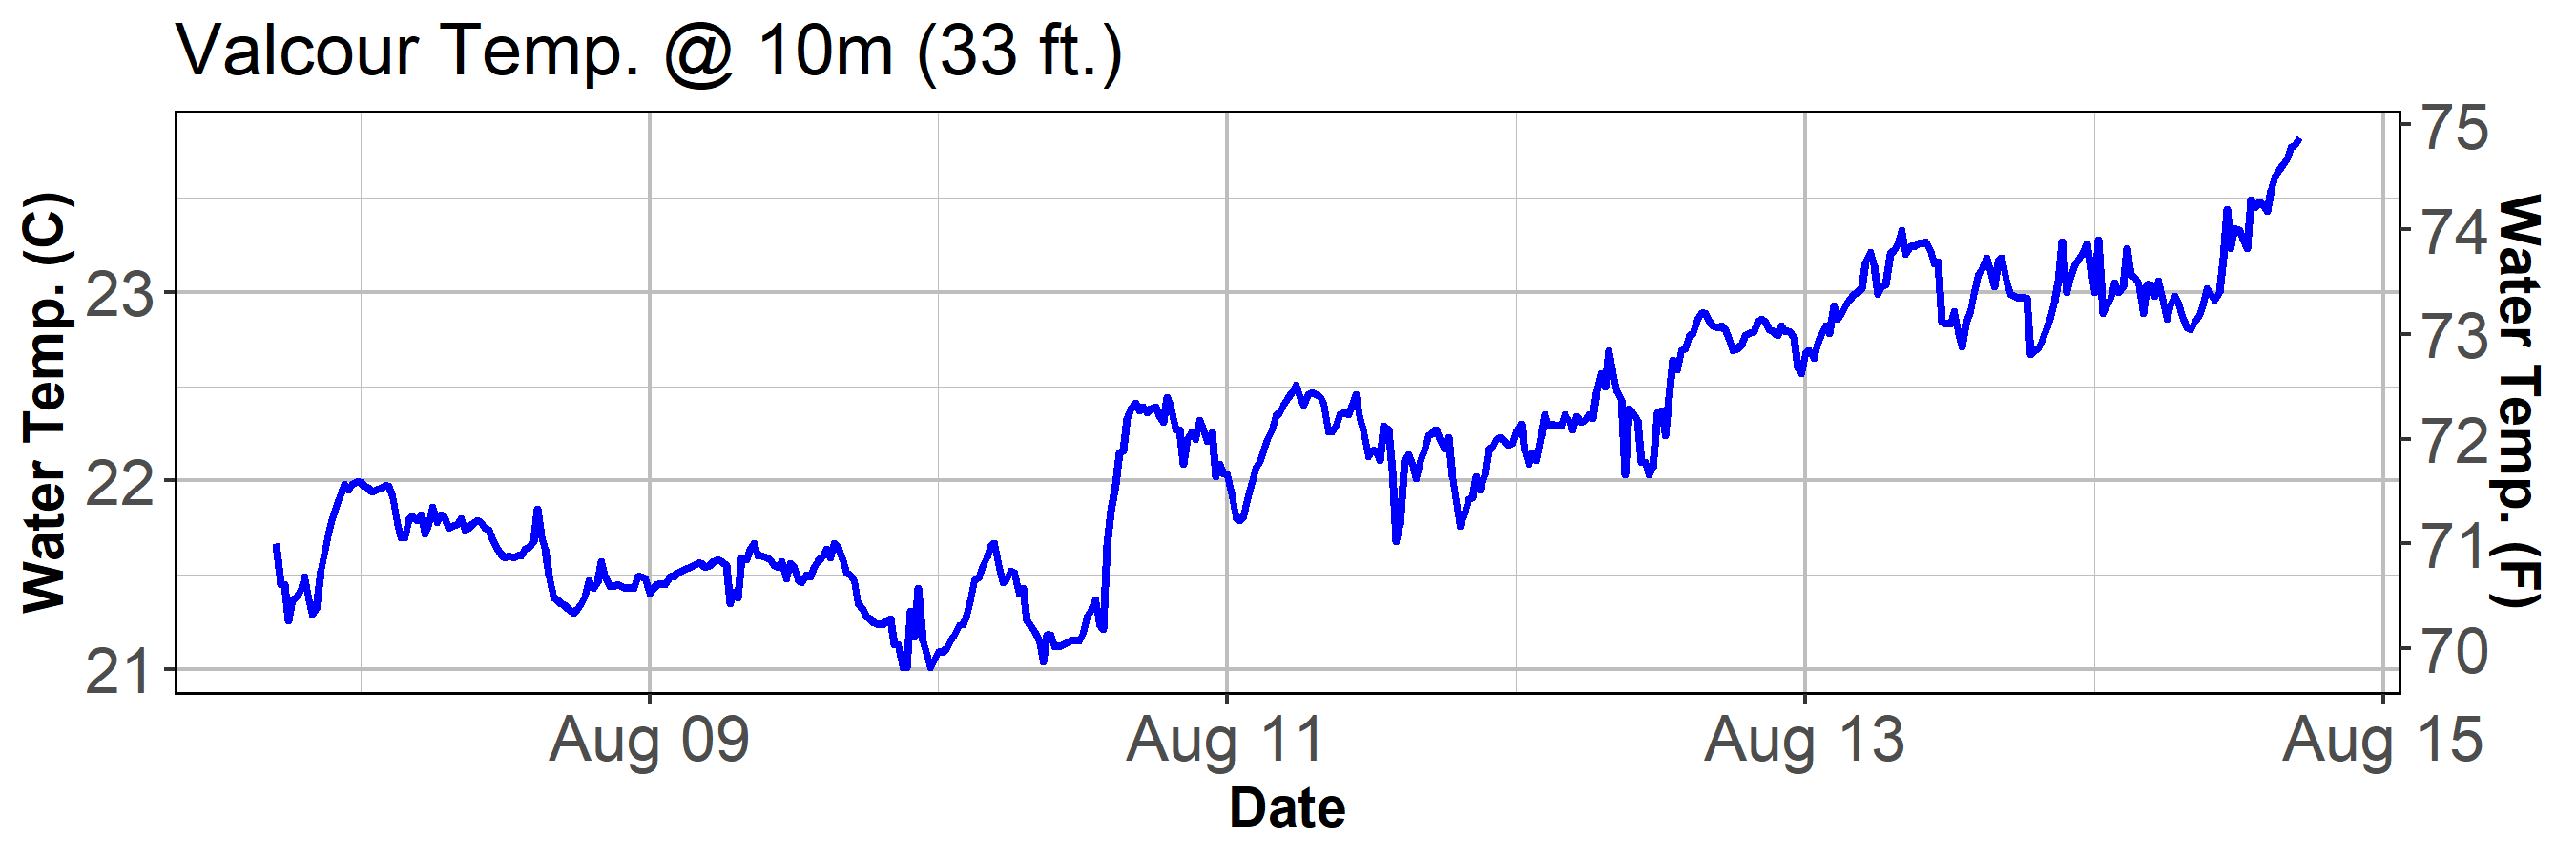 Valcour Temp. @ 10m (33 ft.)
Water Temp. (C)
23
22
21
75
74
73
72
71
70
Water Temp. (F)
Aug 09 Aug 11 Aug 13 Aug 15
Date